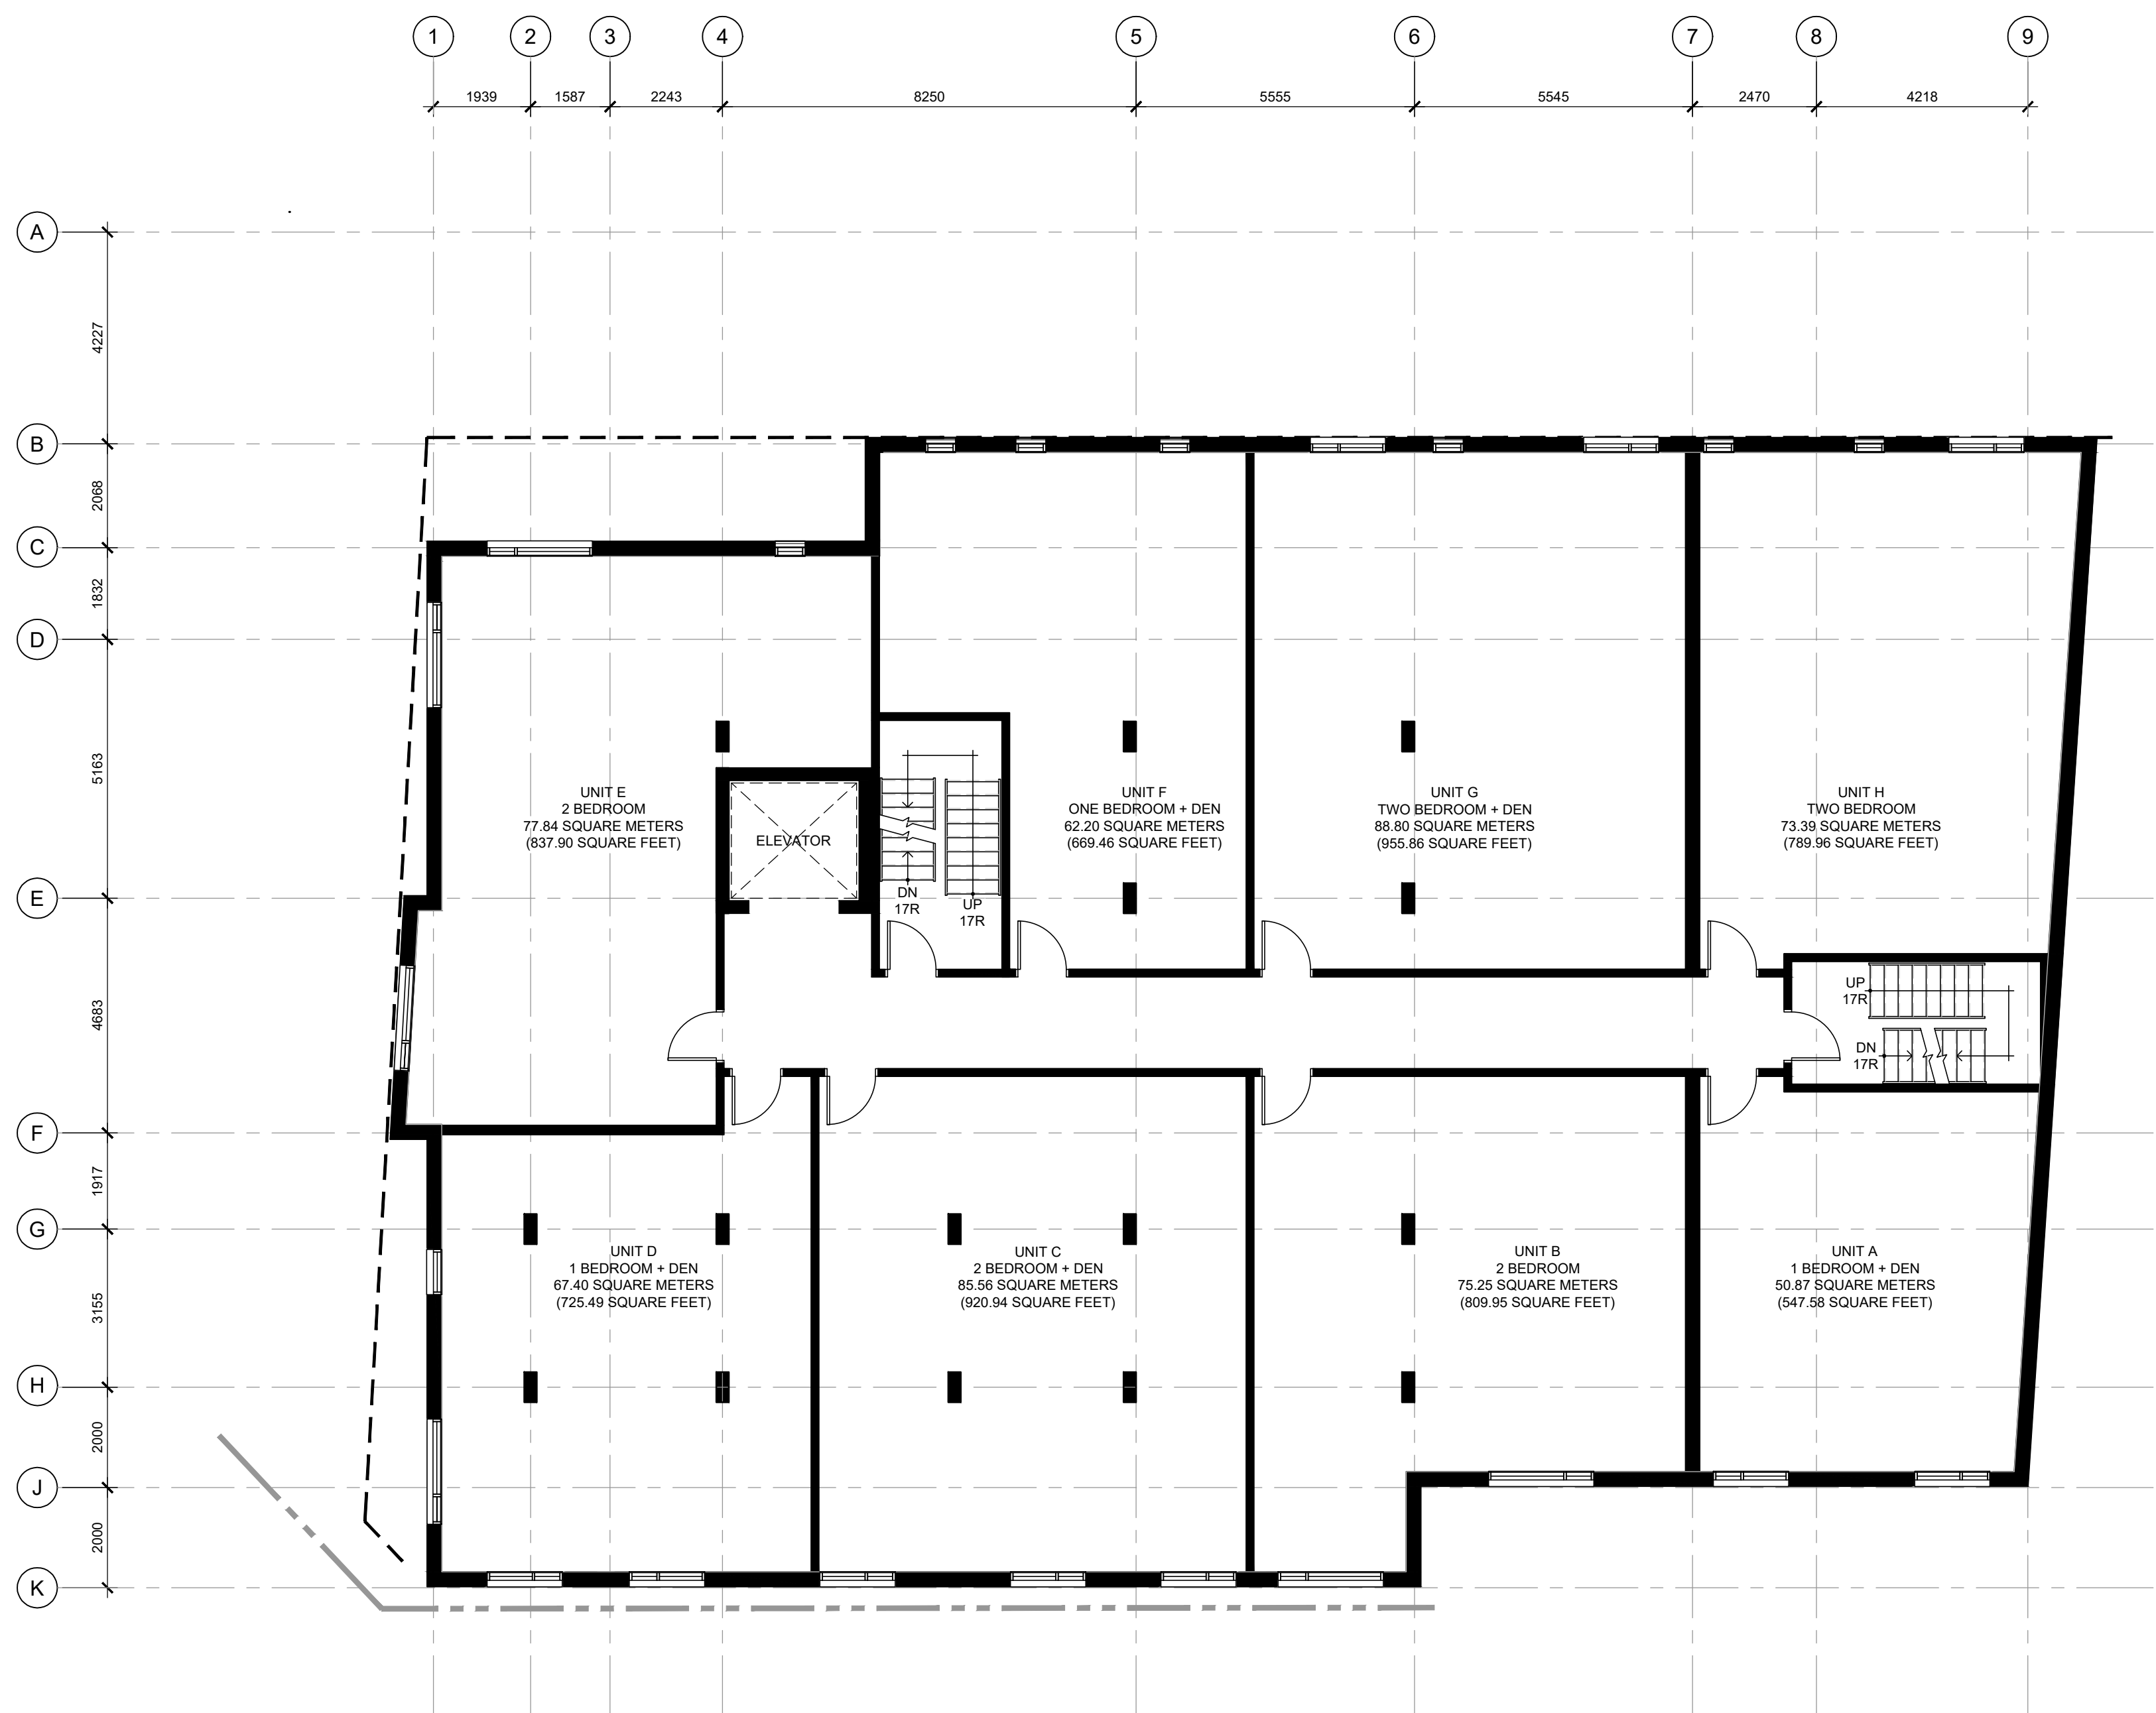 1 2 3 4 5 6 7 8 9
1939 1587 2243 8250 5555 5545 2470 4218
A
4227
B
2068
C
1832
D
5163
E
4683
F
1917
G
3155
H
2000
J
2000
K
UNIT E
2 BEDROOM
77.84 SQUARE METERS
(837.90 SQUARE FEET)
ELEVATOR
DN
17R
UP
17R
UNIT F
ONE BEDROOM + DEN
62.20 SQUARE METERS
(669.46 SQUARE FEET)
UNIT G
TWO BEDROOM + DEN
88.80 SQUARE METERS
(955.86 SQUARE FEET)
UNIT H
TWO BEDROOM
73.39 SQUARE METERS
(789.96 SQUARE FEET)
UP
17R
DN
17R
UNIT D
1 BEDROOM + DEN
67.40 SQUARE METERS
(725.49 SQUARE FEET)
UNIT C
2 BEDROOM + DEN
85.56 SQUARE METERS
(920.94 SQUARE FEET)
UNIT B
2 BEDROOM
75.25 SQUARE METERS
(809.95 SQUARE FEET)
UNIT A
1 BEDROOM + DEN
50.87 SQUARE METERS
(547.58 SQUARE FEET)